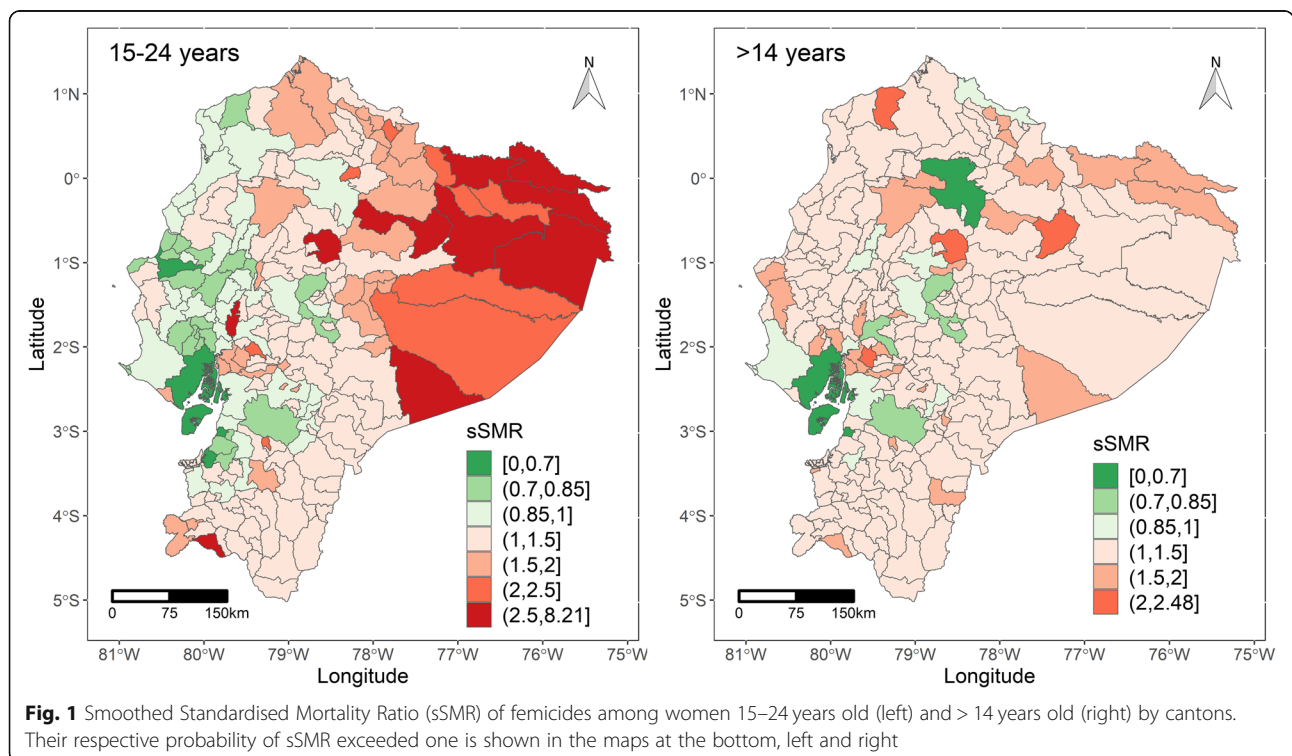 15-24 years
N
1°N
0°
1°S
2°S
3°S
4°S
5°S
Latitude
sSMR
[0,0.7]
(0.7,0.85]
(0.85,1]
(1,1.5]
(1.5,2]
(2,2.5]
(2.5,8.21]
0 75 150km
81°W 80°W 79°W 78°W 77°W 76°W 75°W
Longitude
>14 years
N
1°N
0°
1°S
2°S
3°S
4°S
5°S
Latitude
sSMR
[0,0.7]
(0.7,0.85]
(0.85,1]
(1,1.5]
(1.5,2]
(2,2.48]
0 75 150km
81°W 80°W 79°W 78°W 77°W 76°W 75°W
Longitude
Fig. 1 Smoothed Standardised Mortality Ratio (sSMR) of femicides among women 15–24 years old (left) and > 14 years old (right) by cantons.
Their respective probability of sSMR exceeded one is shown in the maps at the bottom, left and right